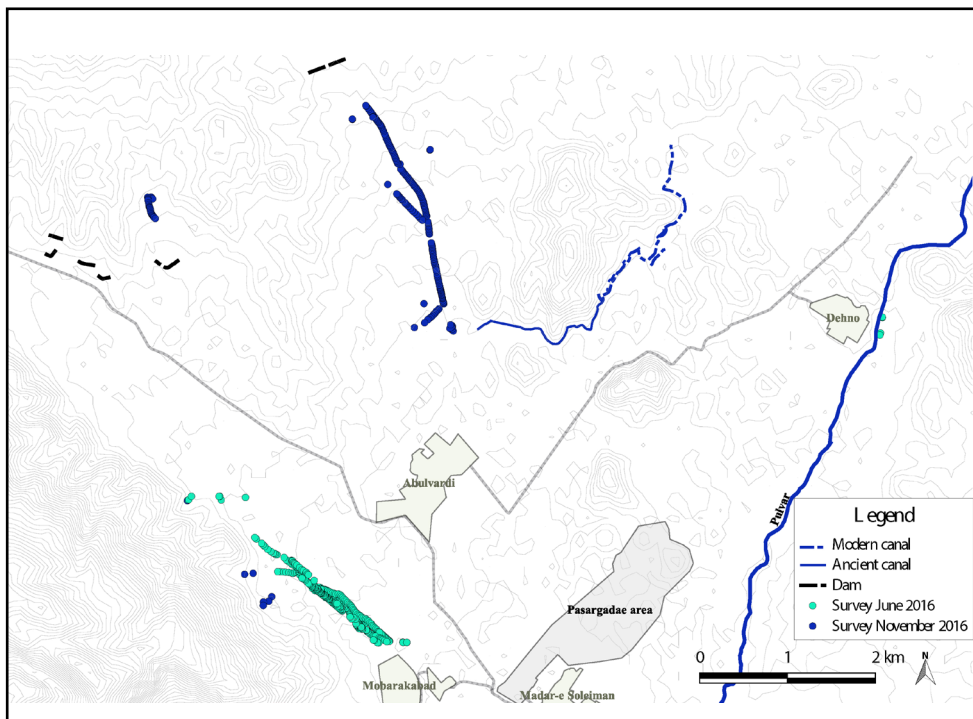 Dehno
Abulvardi
Pulvar
Legend
Modern canal
Ancient canal
Dam
Survey June 2016
Survey November 2016
Pasargadae area
0 1 2 km
N
Mobarakabad
Madar-e Soleiman